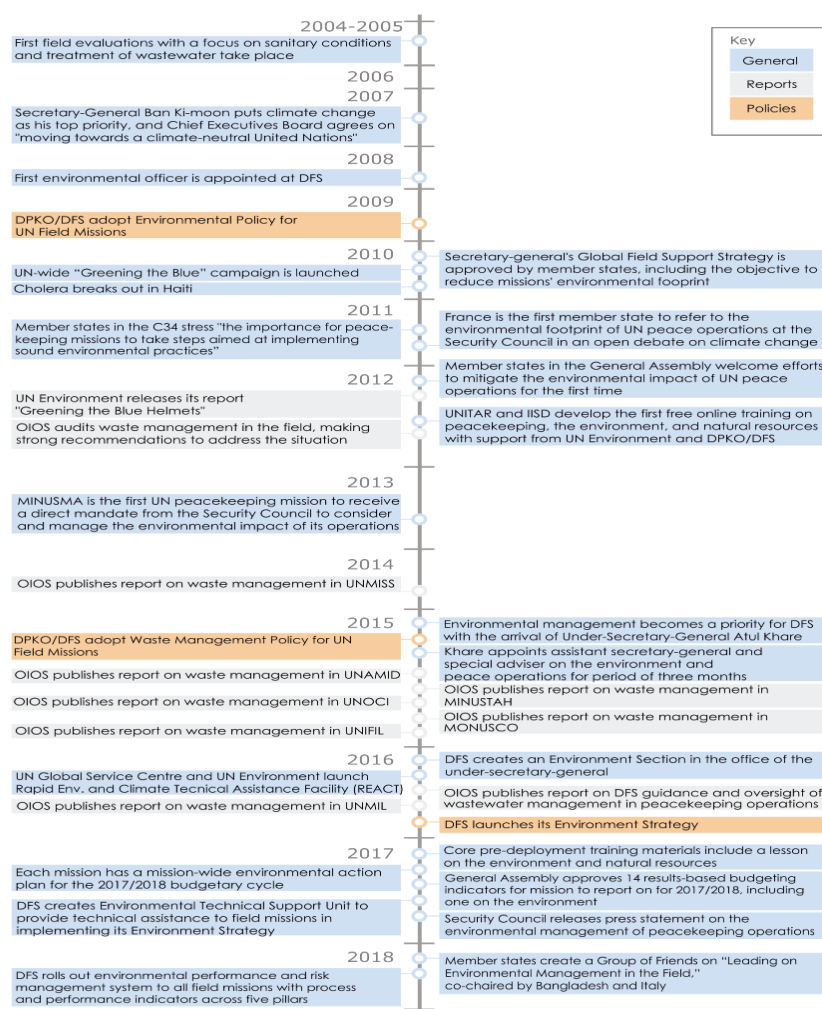 2004-2005
First field evaluations with a focus on sanitary conditions
and treatment of wastewater take place
Key
General
Reports
Policies
2006
2007
Secretary-General Ban Ki-moon puts climate change
as his top priority, and Chief Executives Board agrees on
"moving towards a climate-neutral United Nations"
2008
First environmental officer is appointed at DFS
2009
DPKO/DFS adopt Environmental Policy for
UN Field Missions
2010
Secretary-general's Global Field Support Strategy is
approved by member states, including the objective to
reduce missions' environmental fooprint
UN-wide “Greening the Blue” campaign is launched
Cholera breaks out in Haiti
2011
Member states in the C34 stress "the importance for peace-
keeping missions to take steps aimed at implementing
sound environmental practices”
France is the first member state to refer to the
environmental footprint of UN peace operations at the
Security Council in an open debate on climate change
2012
Member states in the General Assembly welcome efforts
to mitigate the environmental impact of UN peace
operations for the first time
UN Environment releases its report
"Greening the Blue Helmets"
OIOS audits waste management in the field, making
strong recommendations to address the situation
UNITAR and IISD develop the first free online training on
peacekeeping, the environment, and natural resources
with support from UN Environment and DPKO/DFS
2013
MINUSMA is the first UN peacekeeping mission to receive
a direct mandate from the Security Council to consider
and manage the environmental impact of its operations
2014
OIOS publishes report on waste management in UNMISS
2015
Environmental management becomes a priority for DFS
with the arrival of Under-Secretary-General Atul Khare
DPKO/DFS adopt Waste Management Policy for UN
Field Missions
Khare appoints assistant secretary-general and
special adviser on the environment and
peace operations for period of three months
OIOS publishes report on waste management in UNAMID
OIOS publishes report on waste management in
MINUSTAH
OIOS publishes report on waste management in UNOCI
OIOS publishes report on waste management in
MONUSCO
OIOS publishes report on waste management in UNIFIL
2016
DFS creates an Environment Section in the office of the
under-secretary-general
UN Global Service Centre and UN Environment launch
Rapid Env. and Climate Tecnical Assistance Facility (REACT)
OIOS publishes report on DFS guidance and oversight of
wastewater management in peacekeeping operations
OIOS publishes report on waste management in UNMIL
DFS launches its Environment Strategy
2017
Core pre-deployment training materials include a lesson
on the environment and natural resources
Each mission has a mission-wide environmental action
plan for the 2017/2018 budgetary cycle
General Assembly approves 14 results-based budgeting
indicators for mission to report on for 2017/2018, including
one on the environment
DFS creates Environmental Technical Support Unit to
provide technical assistance to field missions in
implementing its Environment Strategy
Security Council releases press statement on the
environmental management of peacekeeping operations
2018
Member states create a Group of Friends on “Leading on
Environmental Management in the Field,”
co-chaired by Bangladesh and Italy
DFS rolls out environmental performance and risk
management system to all field missions with process
and performance indicators across five pillars